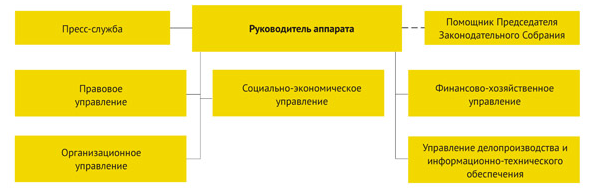 Пресс-служба
Руководитель аппарата
Помощник Председателя
Законодательного Собрания
Правовое
управление
Социально-экономическое
управление
Финансово-хозяйственное
управление
Организационное
управление
Управление делопроизводства и
информационно-технического
обеспечения